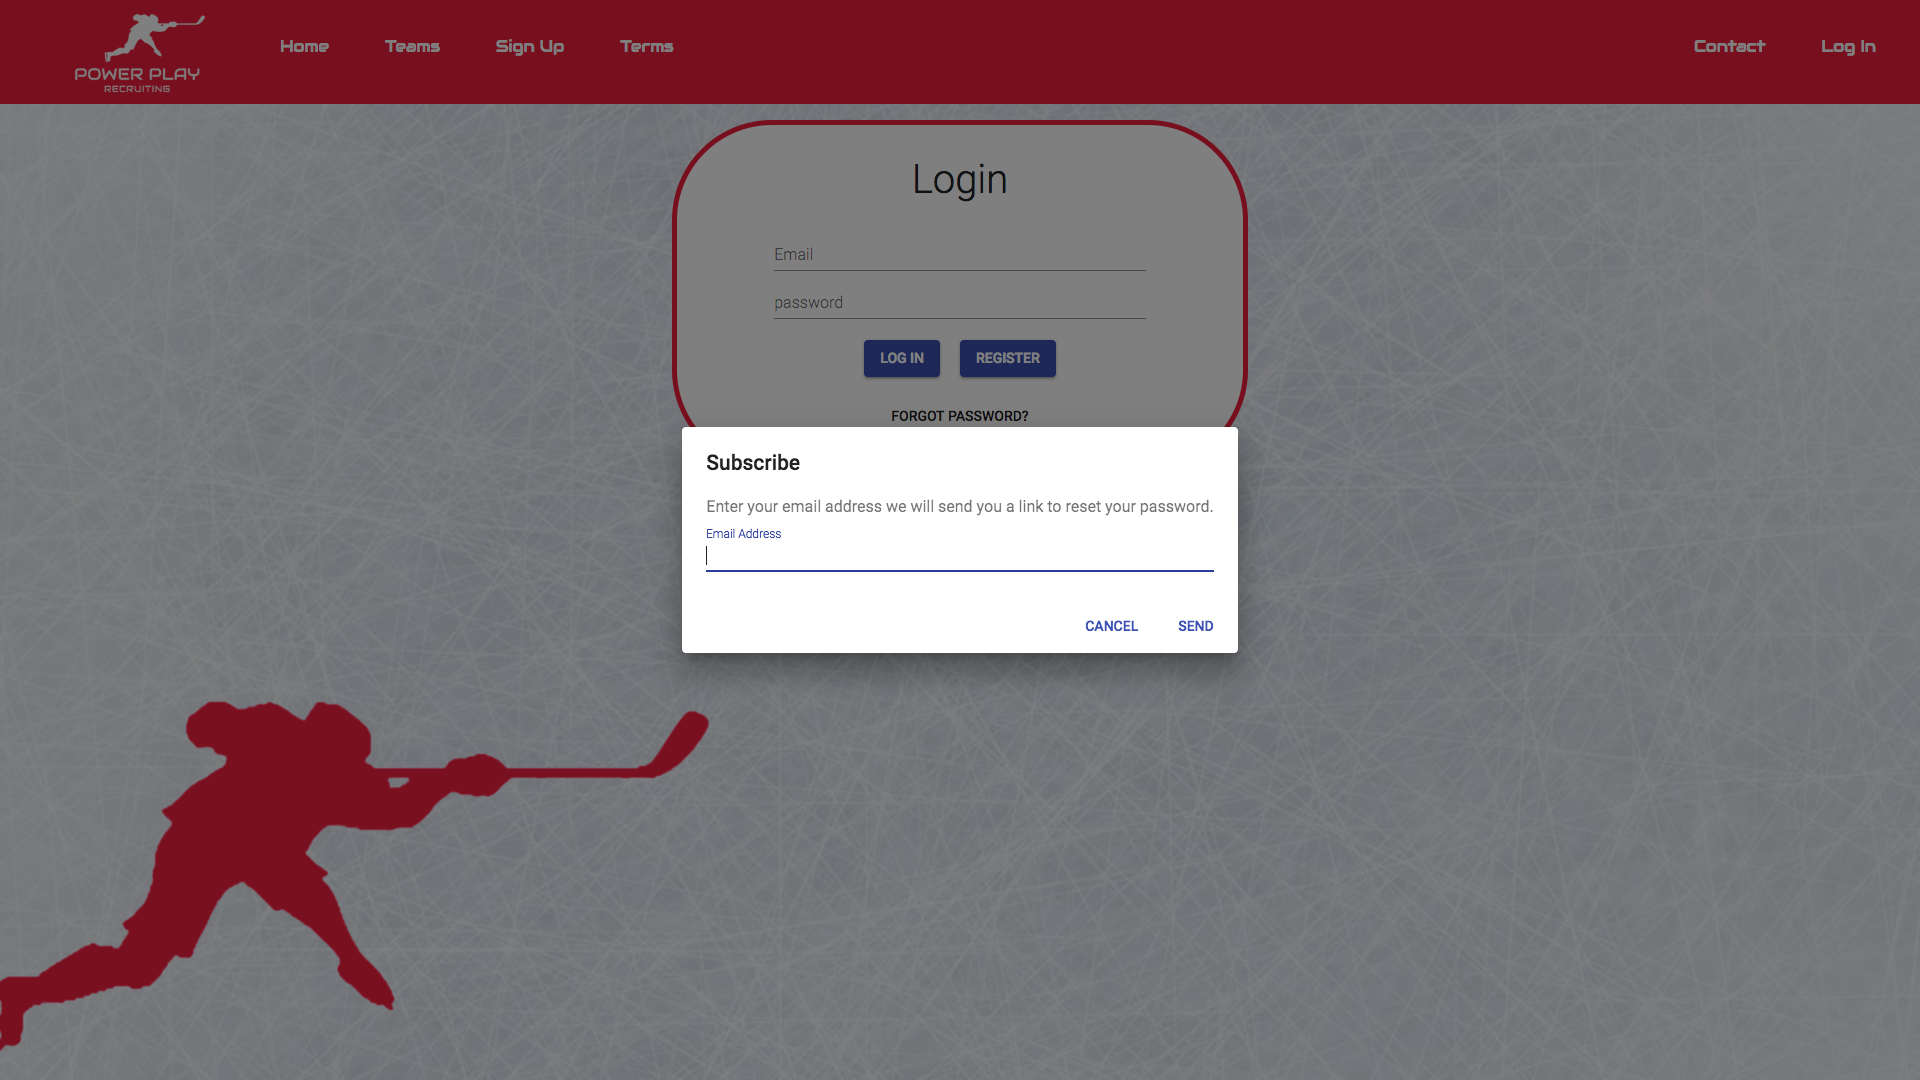 POWER PLAY
RECRUITING
Home
Teams
Sign Up
Terms
Contact
Log In
Login
Email
password
LOG IN
REGISTER
FORGOT PASSWORD?
Subscribe
Enter your email address we will send you a link to reset your password.
Email Address
CANCEL
SEND